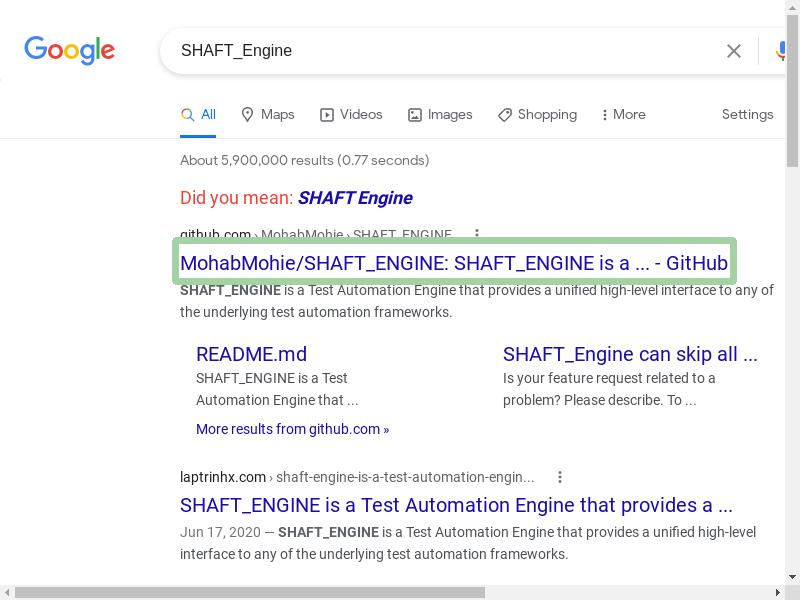 Google
SHAFT_Engine
All Maps Videos Images Shopping More Settings
About 5,900,000 results (0.77 seconds)
Did you mean: SHAFT Engine
github.com › MohabMohie › SHAFT_ENGINE
MohabMohie/SHAFT_ENGINE: SHAFT_ENGINE is a ... - GitHub
SHAFT_ENGINE is a Test Automation Engine that provides a unified high-level interface to any of
the underlying test automation frameworks.
README.md
SHAFT_ENGINE is a Test
Automation Engine that ...
SHAFT_Engine can skip all ...
Is your feature request related to a
problem? Please describe. To ...
More results from github.com »
laptrinhx.com › shaft-engine-is-a-test-automation-engin...
SHAFT_ENGINE is a Test Automation Engine that provides a ...
Jun 17, 2020 — SHAFT_ENGINE is a Test Automation Engine that provides a unified high-level
interface to any of the underlying test automation frameworks.